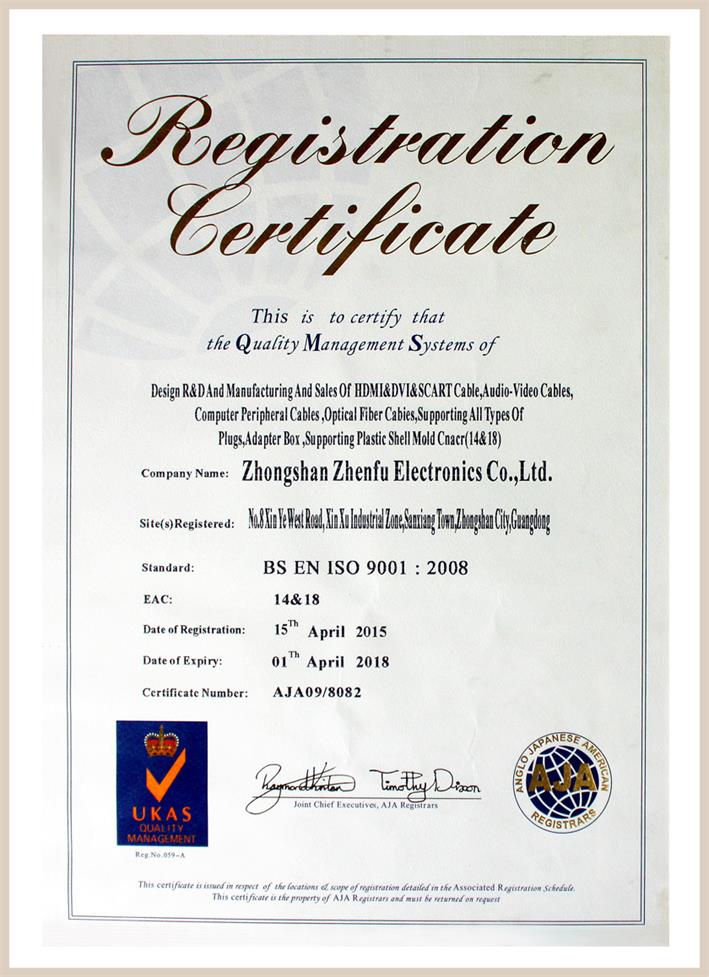 Registration
Certificate
This is to certify that
the Quality Management Systems of
Design R&D And Manufacturing And Sales Of HDMI&DVI&SCART Cable,Audio-Video Cables,
Computer Peripheral Cables ,Optical Fiber Cabies,Supporting All Types Of
Plugs,Adapter Box ,Supporting Plastic Shell Mold Cnacr(14&18)
Company Name: Zhongshan Zhenfu Electronics Co.,Ltd.
Site(s)Registered: No.8 Xin Ye West Road, Xin Xu Industrial Zone,Sanxiang Town,Zhongshan City,Guangdong
Standard: BS EN ISO 9001 : 2008
EAC: 14&18
Date of Registration: 15Th April 2015
Date of Expiry: 01Th April 2018
Certificate Number: AJA09/8082
UKAS
QUALITY
MANAGEMENT
Reg.No.059-A
Timothy Dixon
Joint Chief Executives, AJA Registrars
ANGLO JAPANESE AMERICAN
AJA
REGISTRARS
This certificate is issued in respect of the locations & scope of registration detailed in the Associated Registration Schedule.
This certificate is the property of AJA Registrars and must be returned on request